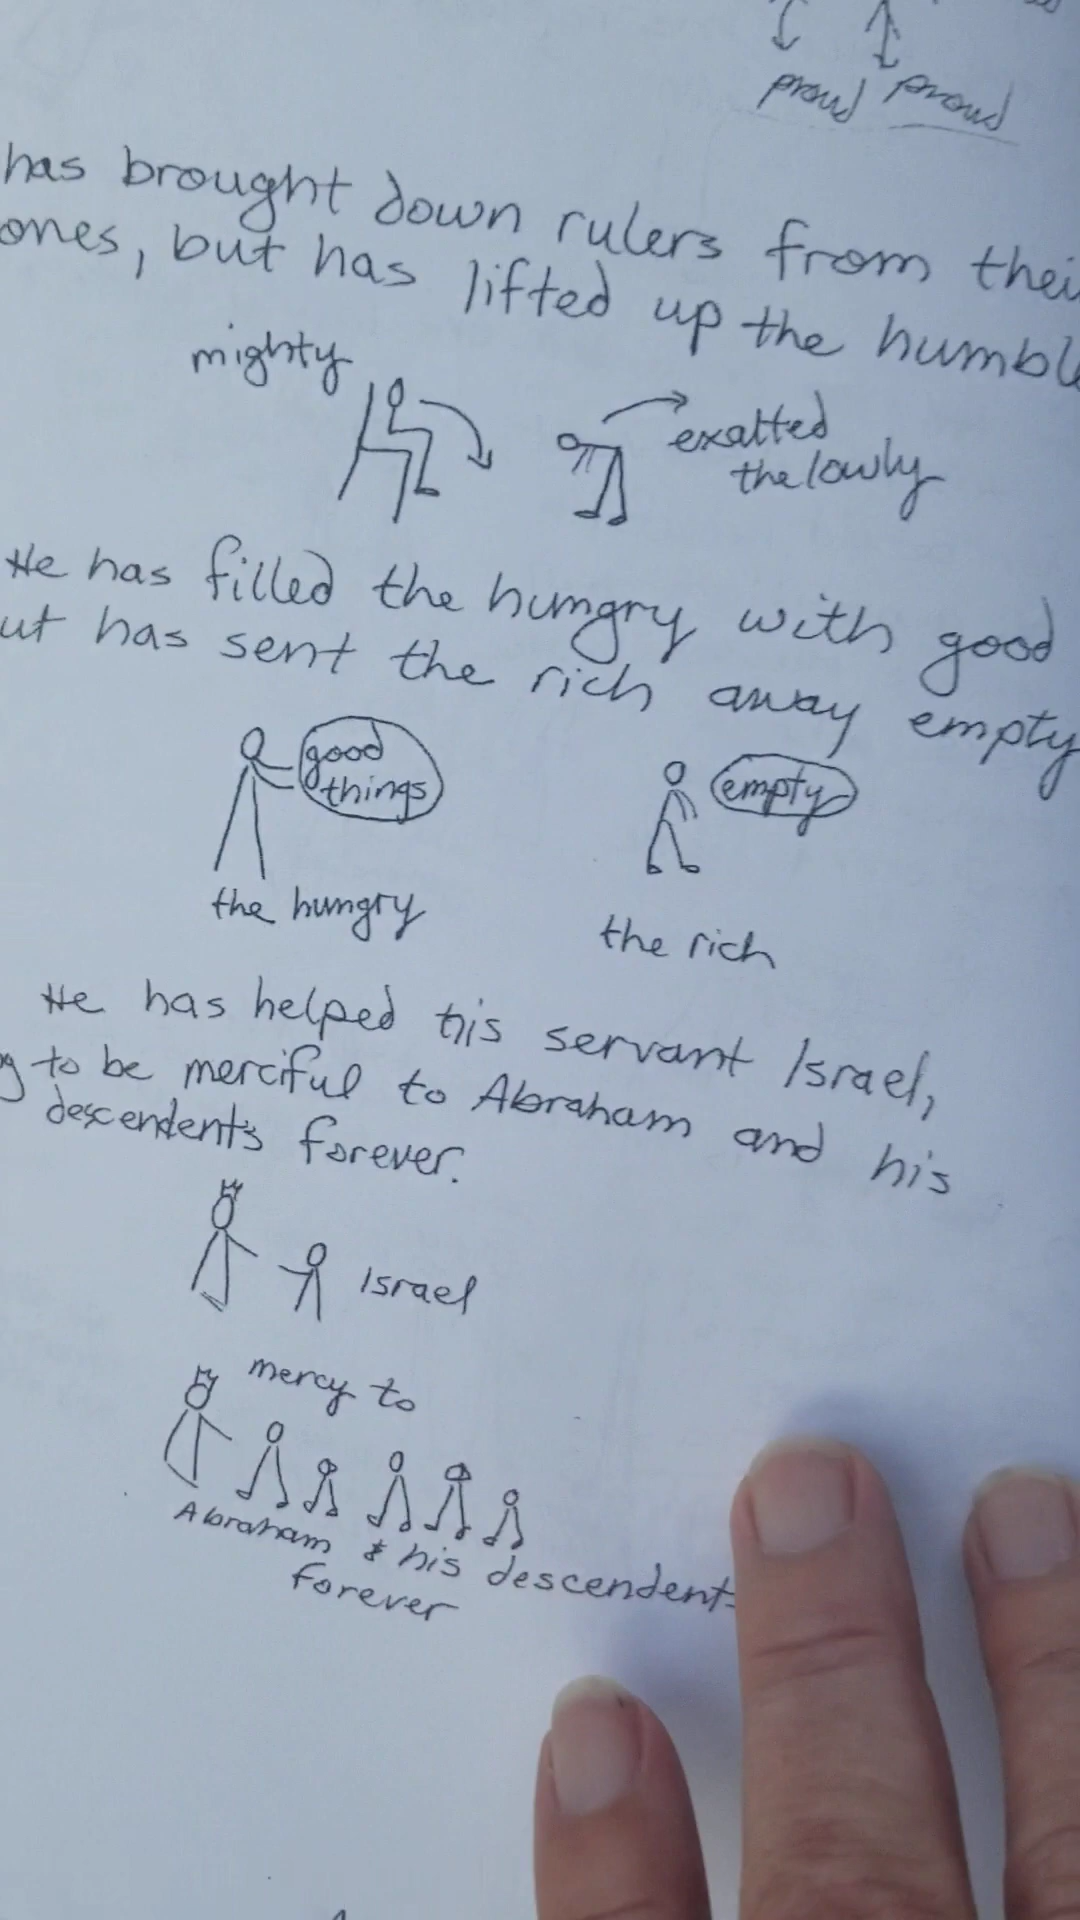 proud proud
has brought down rulers from thei
ones, but has lifted up the humble
mighty
exalted
the lowly
He has filled the hungry with good
ut has sent the rich away empty
good
things
empty
the hungry
the rich
He has helped his servant Israel,
g to be merciful to Abraham and his
descendents forever.
Israel
mercy to
Abraham & his descendent
forever